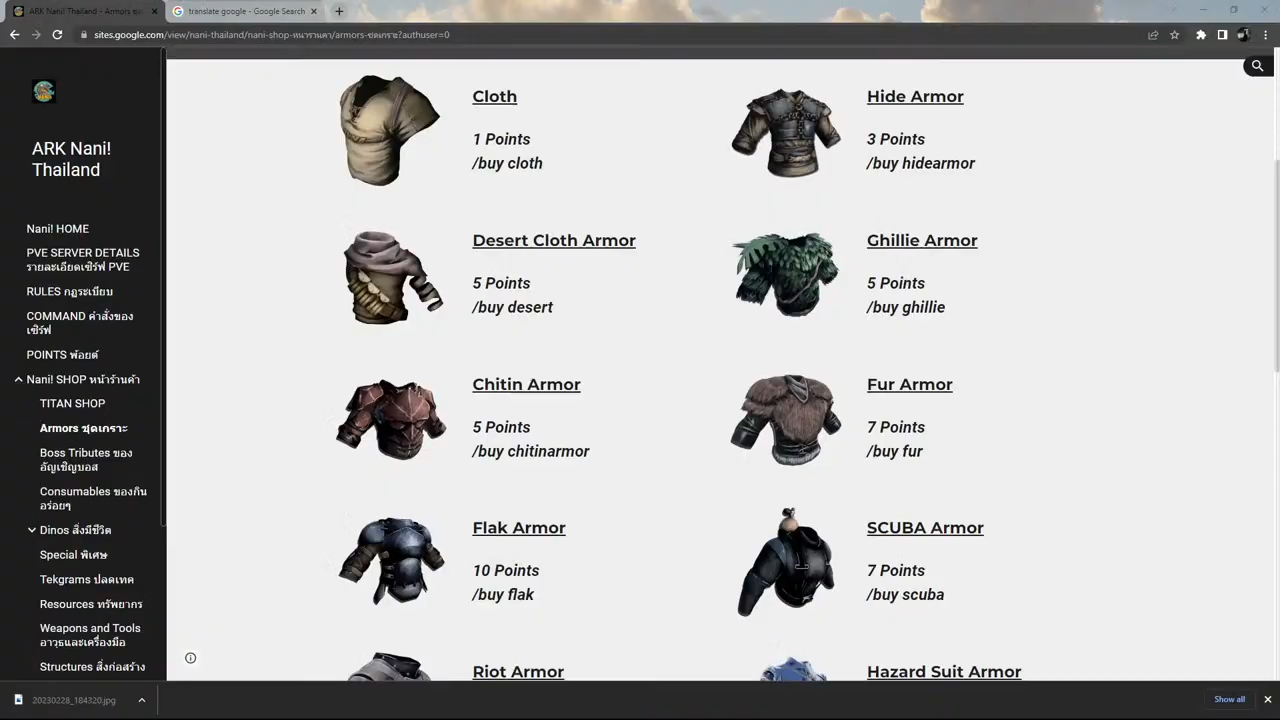 ARK Nani! Thailand - Armors ชุด
translate google - Google Search
sites.google.com/view/nani-thailand/nani-shop-หน้าร้านค้า/armors-ชุดเกราะ?authuser=0
ARK Nani!
Thailand
Nani! HOME
PVE SERVER DETAILS
รายละเอียดเซิร์ฟ PVE
RULES กฎระเบียบ
COMMAND คำสั่งของ
เซิร์ฟ
POINTS พ้อยต์
Nani! SHOP หน้าร้านค้า
TITAN SHOP
Armors ชุดเกราะ
Boss Tributes ของ
อัญเชิญบอส
Consumables ของกิน
อร่อยๆ
Dinos สิ่งมีชีวิต
Special พิเศษ
Tekgrams ปลดเทค
Resources ทรัพยากร
Weapons and Tools
อาวุธและเครื่องมือ
Structures สิ่งก่อสร้าง
Cloth
1 Points
/buy cloth
Hide Armor
3 Points
/buy hidearmor
Desert Cloth Armor
5 Points
/buy desert
Ghillie Armor
5 Points
/buy ghillie
Chitin Armor
5 Points
/buy chitinarmor
Fur Armor
7 Points
/buy fur
Flak Armor
10 Points
/buy flak
SCUBA Armor
7 Points
/buy scuba
Riot Armor
Hazard Suit Armor
20230228_184320.jpg
Show all